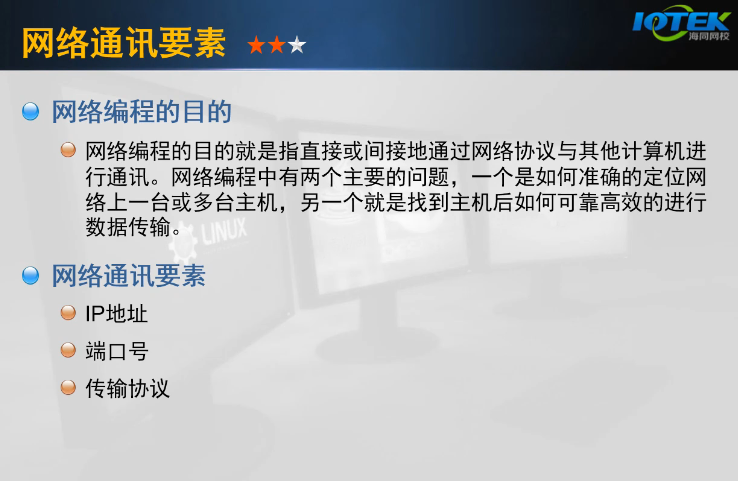 网络通讯要素
IOTEK
海同网校
网络编程的目的
网络编程的目的就是指直接或间接地通过网络协议与其他计算机进
行通讯。网络编程中有两个主要的问题，一个是如何准确的定位网
络上一台或多台主机，另一个就是找到主机后如何可靠高效的进行
数据传输。
LINUX
网络通讯要素
IP地址
端口号
传输协议